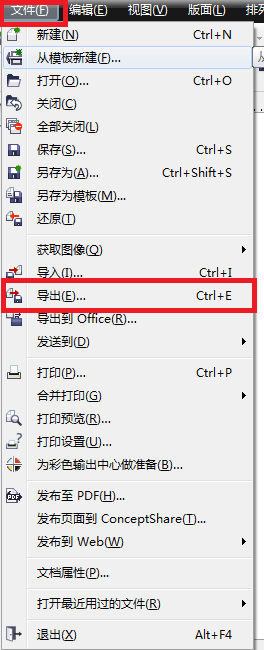 文件(F) 编辑(E) 视图(V) 版面(L) 排列
新建(N) Ctrl+N
从模板新建(F)...
打开(O)... Ctrl+O
关闭(C)
全部关闭(L)
保存(S)... Ctrl+S
另存为(A)... Ctrl+Shift+S
另存为模板(M)...
还原(T)
获取图像(Q)
导入(I)... Ctrl+I
导出(E)... Ctrl+E
导出到 Office(R)...
发送到(D)
打印(P)... Ctrl+P
合并打印(G)
打印预览(R)...
打印设置(U)...
为彩色输出中心做准备(B)...
发布至 PDF(H)...
发布页面到 ConceptShare(T)...
发布到 Web(W)
文档属性(P)...
打开最近用过的文件(R)
退出(X) Alt+F4